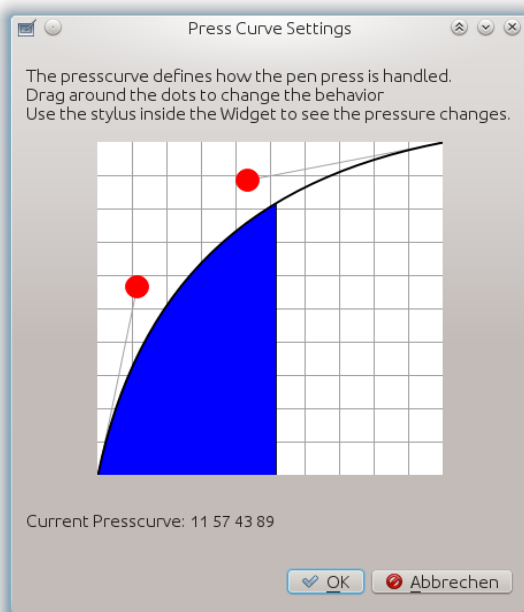 Press Curve Settings
The presscurve defines how the pen press is handled.
Drag around the dots to change the behavior
Use the stylus inside the Widget to see the pressure changes.
Current Presscurve: 11 57 43 89
OK
Abbrechen